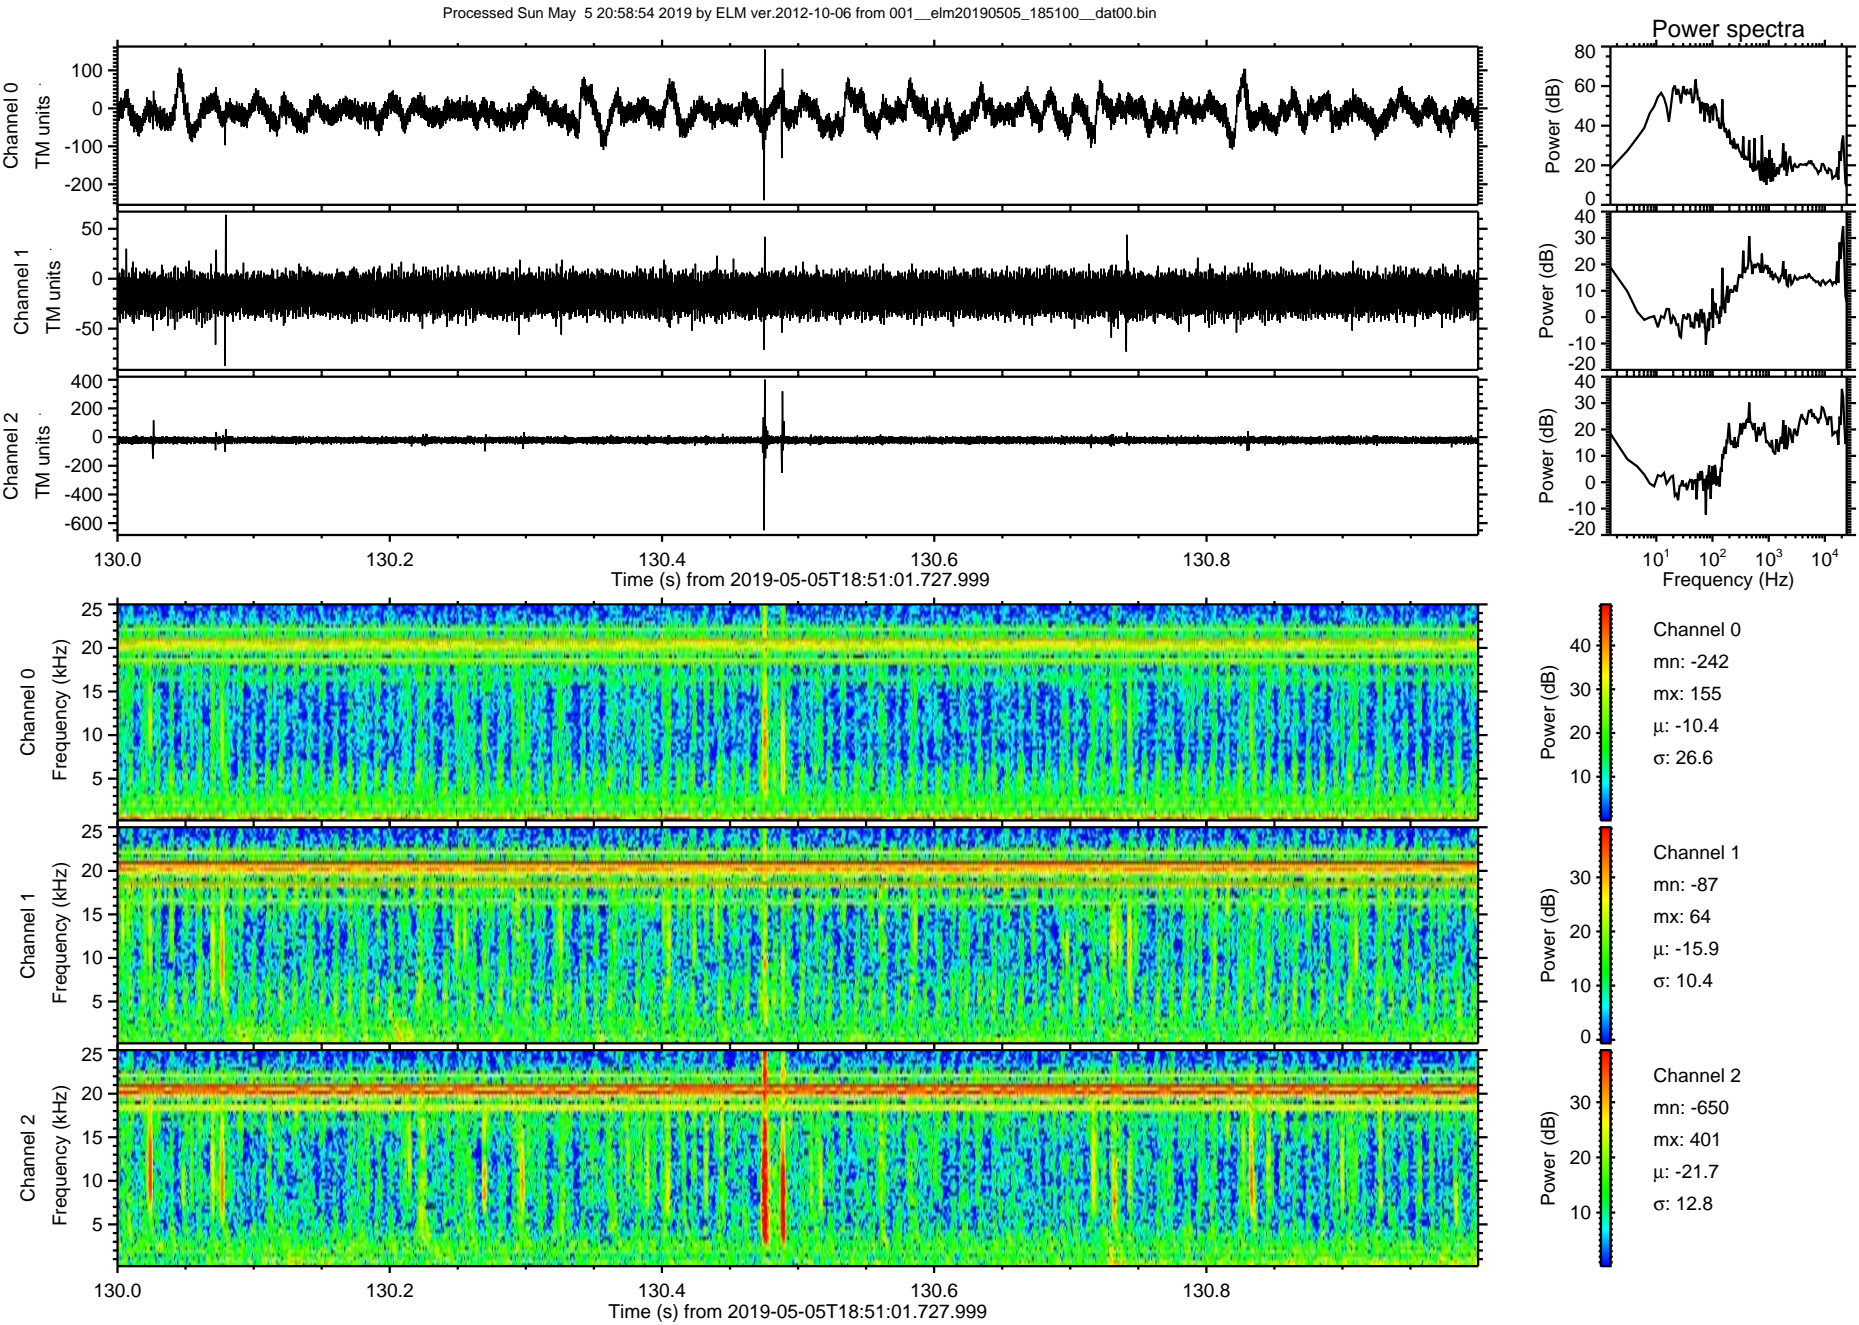 Processed Sun May  5 20:58:54 2019 by ELM ver.2012-10-06 from 001__elm20190505_185100__dat00.bin
Power spectra
Channel 0
TM units
100
0
-100
-200
Power (dB)
80
60
40
20
0
Channel 1
TM units
50
0
-50
Power (dB)
40
30
20
10
0
-10
-20
Channel 2
TM units
400
200
0
-200
-400
-600
Power (dB)
40
30
20
10
0
-10
-20
130.0 130.2 130.4 130.6 130.8
Time (s) from 2019-05-05T18:51:01.727.999
10¹ 10² 10³ 10⁴
Frequency (Hz)
Channel 0
Frequency (kHz)
25
20
15
10
5
Power (dB)
40
30
20
10
Channel 0
mn: -242
mx: 155
μ: -10.4
σ: 26.6
Channel 1
Frequency (kHz)
25
20
15
10
5
Power (dB)
30
20
10
0
Channel 1
mn: -87
mx: 64
μ: -15.9
σ: 10.4
Channel 2
Frequency (kHz)
25
20
15
10
5
Power (dB)
30
20
10
Channel 2
mn: -650
mx: 401
μ: -21.7
σ: 12.8
130.0 130.2 130.4 130.6 130.8
Time (s) from 2019-05-05T18:51:01.727.999